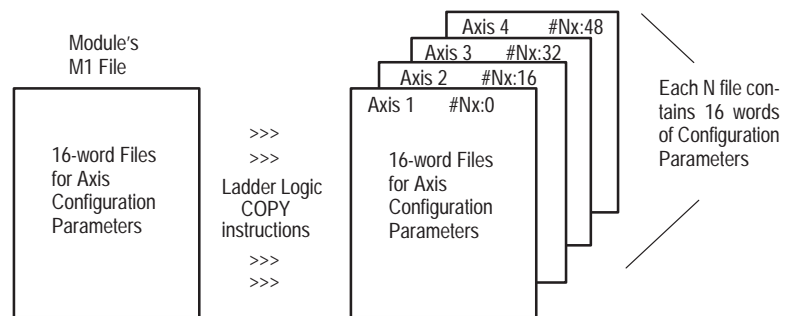 Module's
M1 File
16-word Files
for Axis
Configuration
Parameters
>>>
>>>
Ladder Logic
COPY
instructions
>>>
>>>
Axis 4 #Nx:48
Axis 3 #Nx:32
Axis 2 #Nx:16
Axis 1 #Nx:0
16-word Files
for Axis
Configuration
Parameters
Each N file con-
tains 16 words
of Configuration
Parameters